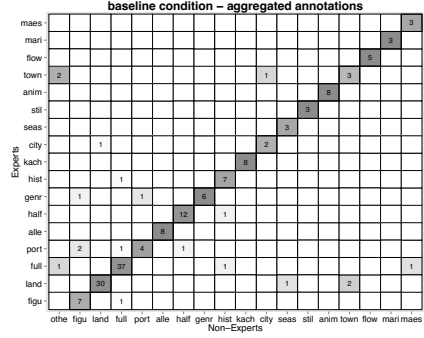 baseline condition – aggregated annotations
Experts
maes 3
mari 3
flow 5
town 2 1 3
anim 8
stil 3
seas 3
city 1 2
kach 8
hist 1 7
genr 1 1 6
half 12 1
alle 8
port 2 1 4 1
full 1 37 1 1
land 30 1 2
figu 7 1
othe figu land full port alle half genr hist kach city seas stil anim town flow mari maes
Non−Experts